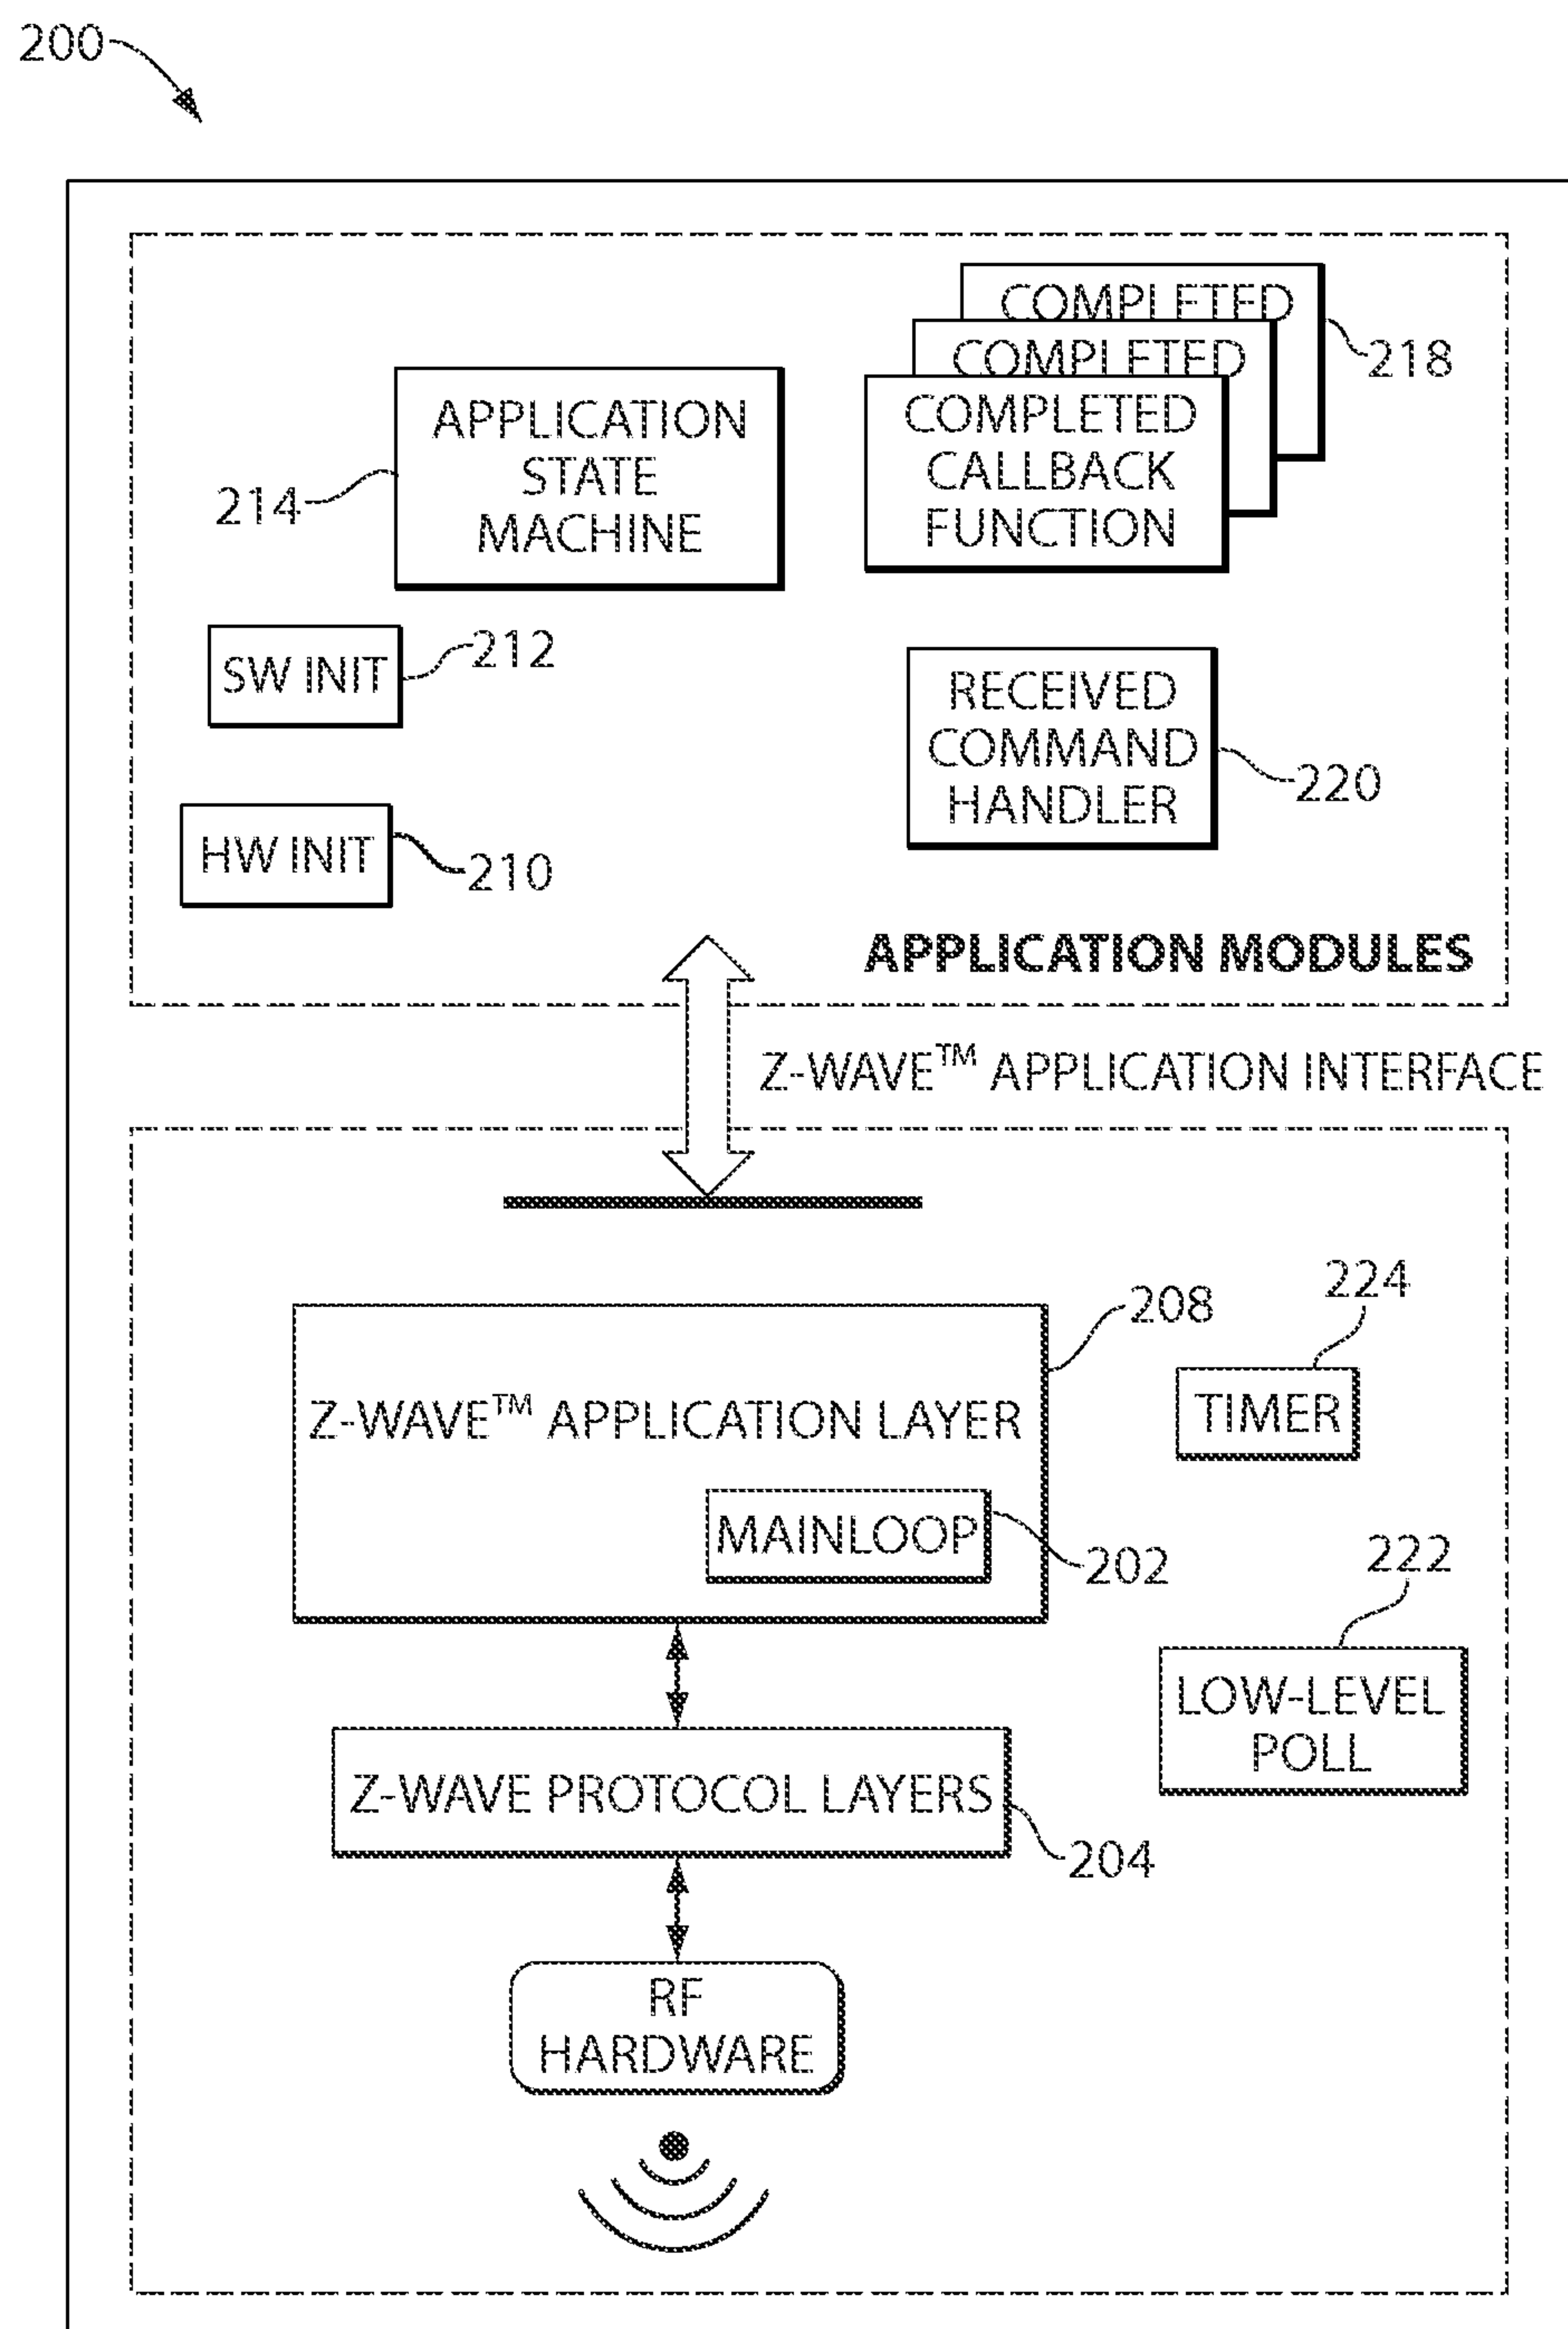 200
COMPLETED
COMPLETED
218
COMPLETED
CALLBACK
FUNCTION
APPLICATION
STATE
MACHINE
214
SW INIT
212
RECEIVED
COMMAND
HANDLER
220
HW INIT
210
APPLICATION MODULES
Z-WAVE™ APPLICATION INTERFACE
224
208
TIMER
Z-WAVE™ APPLICATION LAYER
MAINLOOP
202
222
LOW-LEVEL
POLL
Z-WAVE PROTOCOL LAYERS
204
RF
HARDWARE